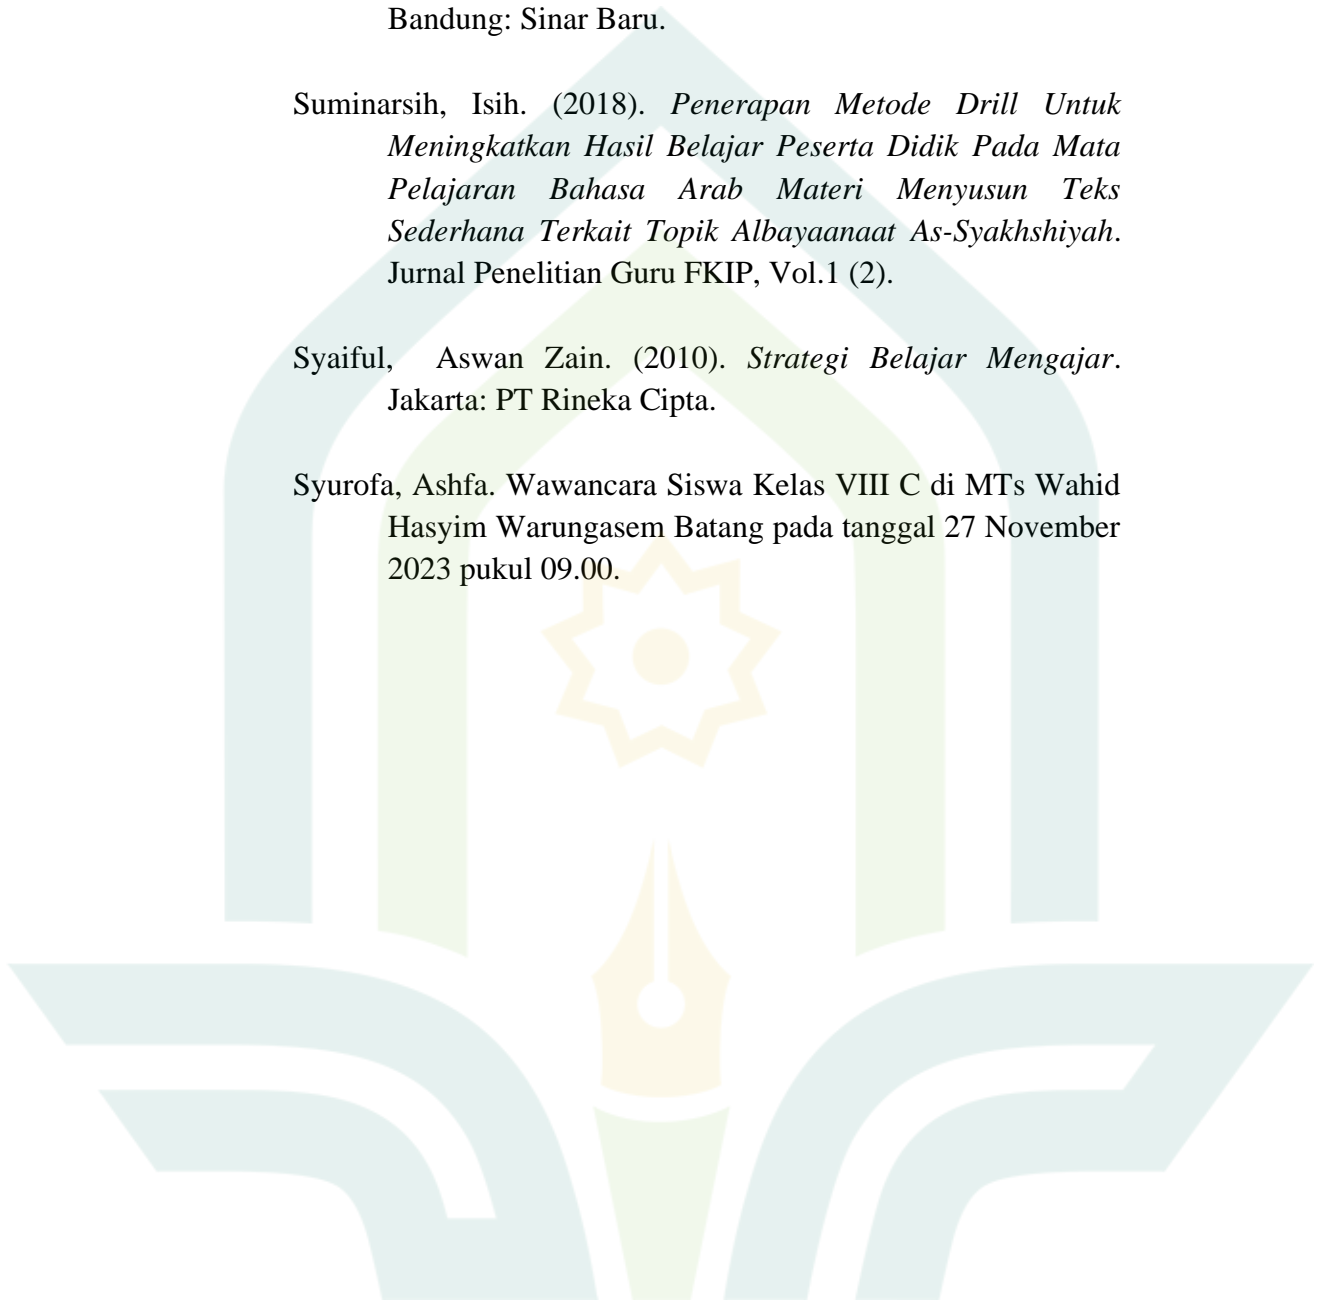 Bandung: Sinar Baru.
Suminarsih, Isih. (2018). Penerapan Metode Drill Untuk
Meningkatkan Hasil Belajar Peserta Didik Pada Mata
Pelajaran Bahasa Arab Materi Menyusun Teks
Sederhana Terkait Topik Albayaanaat As-Syakhshiyah.
Jurnal Penelitian Guru FKIP, Vol.1 (2).
Syaiful, Aswan Zain. (2010). Strategi Belajar Mengajar.
Jakarta: PT Rineka Cipta.
Syurofa, Ashfa. Wawancara Siswa Kelas VIII C di MTs Wahid
Hasyim Warungasem Batang pada tanggal 27 November
2023 pukul 09.00.